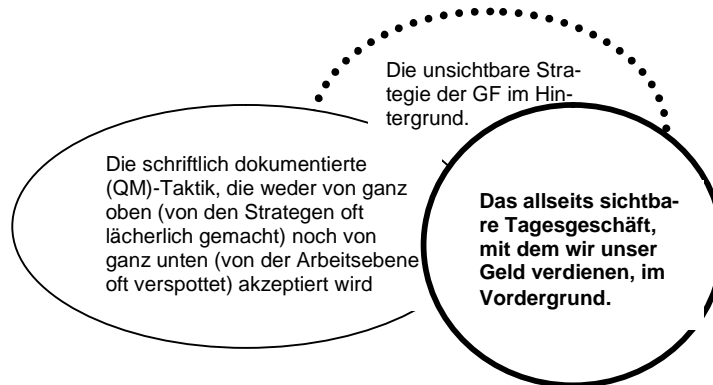 Die unsichtbare Stra-
tegie der GF im Hin-
tergrund.
Die schriftlich dokumentierte
(QM)-Taktik, die weder von ganz
oben (von den Strategen oft
lächerlich gemacht) noch von
ganz unten (von der Arbeitsebene
oft verspottet) akzeptiert wird
Das allseits sichtba-
re Tagesgeschäft,
mit dem wir unser
Geld verdienen, im
Vordergrund.